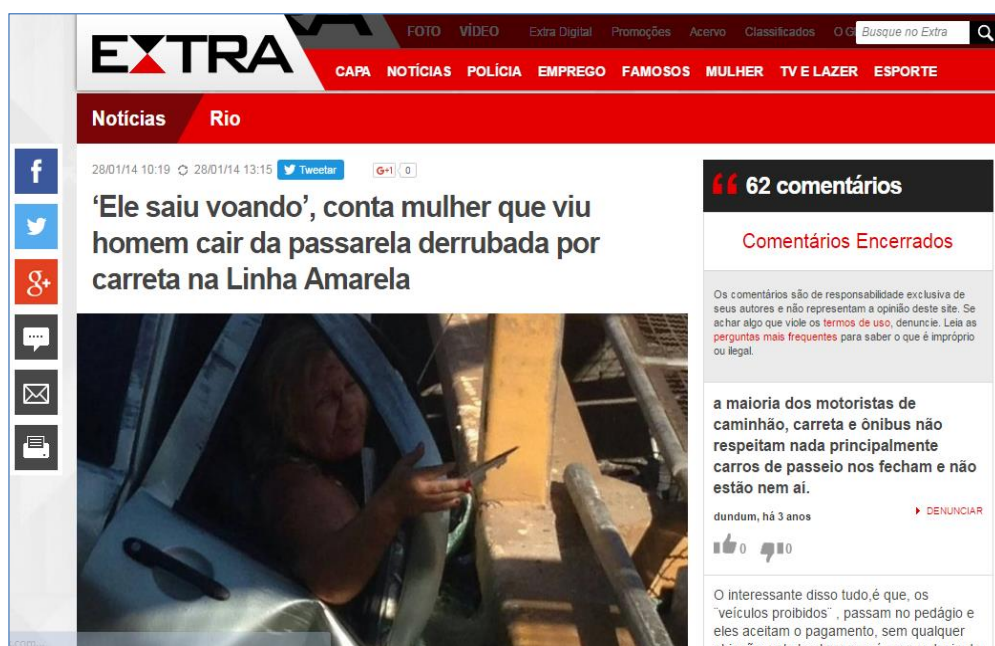 EXTRA
FOTO VÍDEO Extra Digital Promoções Acervo Classificados O G Busque no Extra
CAPA NOTÍCIAS POLÍCIA EMPREGO FAMOSOS MULHER TV E LAZER ESPORTE
Notícias Rio
28/01/14 10:19 28/01/14 13:15 Tweetar G+1 0
‘Ele saiu voando’, conta mulher que viu
homem cair da passarela derrubada por
carreta na Linha Amarela
62 comentários
Comentários Encerrados
Os comentários são de responsabilidade exclusiva de
seus autores e não representam a opinião deste site. Se
achar algo que viole os termos de uso, denuncie. Leia as
perguntas mais frequentes para saber o que é impróprio
ou ilegal.
a maioria dos motoristas de
caminhão, carreta e ônibus não
respeitam nada principalmente
carros de passeio nos fecham e não
estão nem aí.
dundum, há 3 anos DENUNCIAR
0 0
O interessante disso tudo,é que, os
¨veículos proibidos¨ , passam no pedágio e
eles aceitam o pagamento, sem qualquer